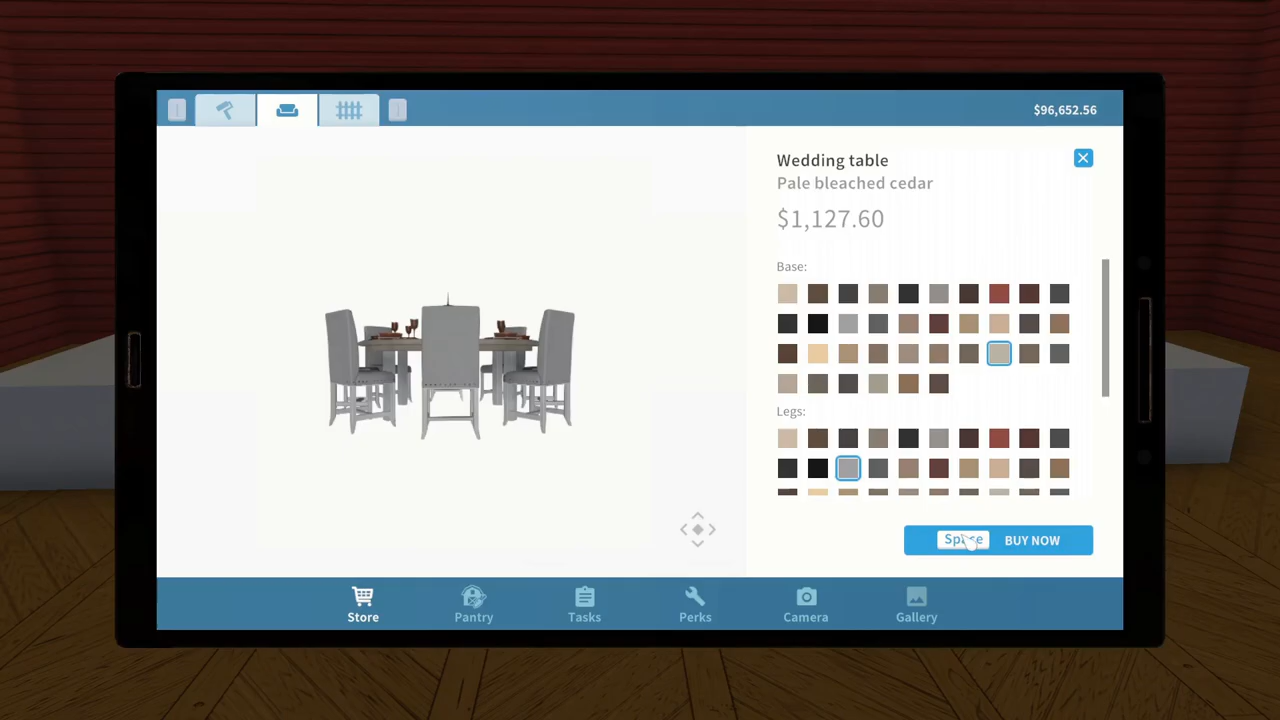 $96,652.56
Wedding table
Pale bleached cedar
$1,127.60
Base:
Legs:
Space BUY NOW
Store Pantry Tasks Perks Camera Gallery